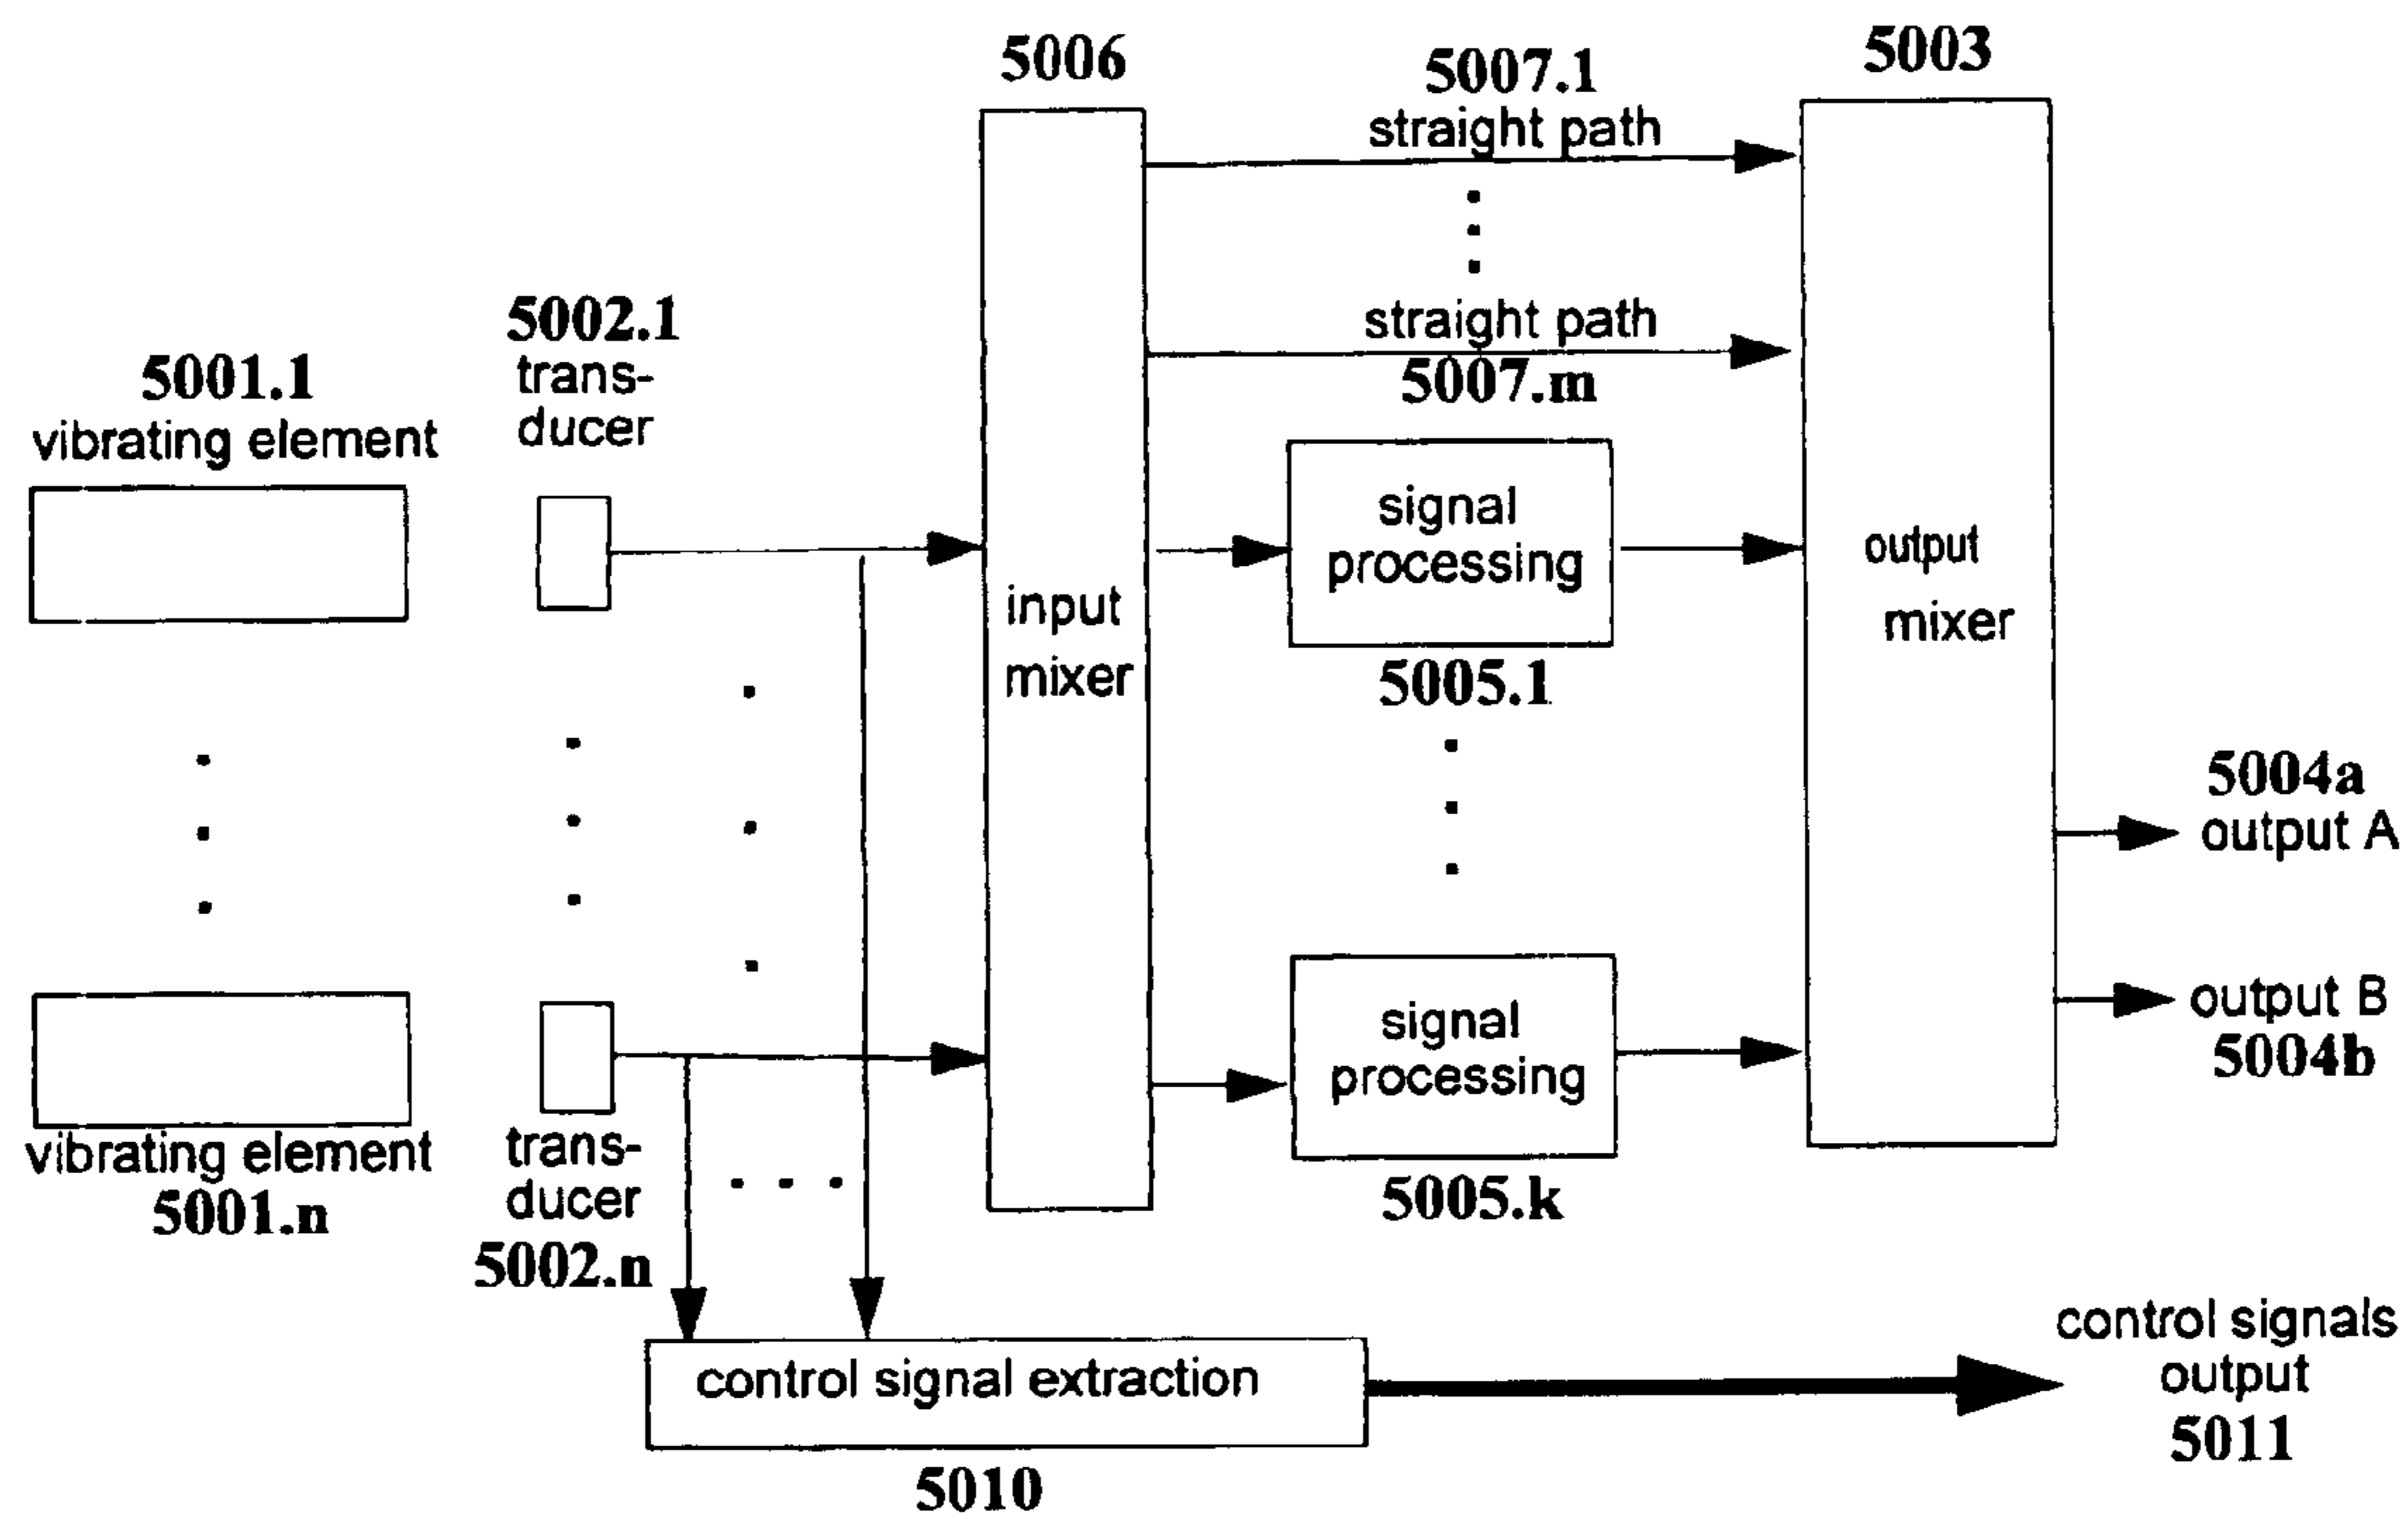 5006
5007.1
straight path
5003
straight path
5007.m
5002.1
trans-
ducer
5001.1
vibrating element
signal
processing
5005.1
input
mixer
output
mixer
5004a
output A
output B
5004b
signal
processing
5005.k
vibrating element
5001.n
trans-
ducer
5002.n
control signal extraction
5010
control signals
output
5011